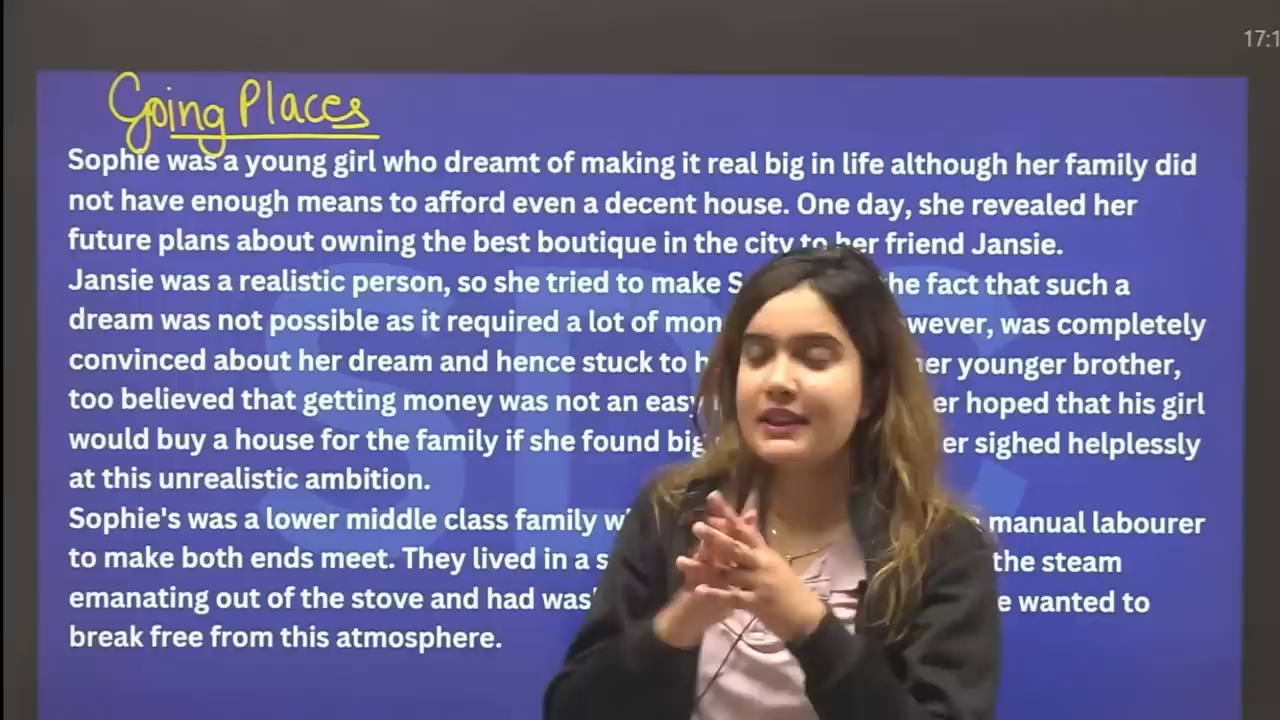 17:1
Going Places
Sophie was a young girl who dreamt of making it real big in life although her family did
not have enough means to afford even a decent house. One day, she revealed her
future plans about owning the best boutique in the city to her friend Jansie.
Jansie was a realistic person, so she tried to make the fact that such a
dream was not possible as it required a lot of was completely
convinced about her dream and hence stuck to younger brother,
too believed that getting money was not an easy hoped that his girl
would buy a house for the family if she found big sighed helplessly
at this unrealistic ambition.
Sophie's was a lower middle class family manual labourer
to make both ends meet. They lived in a the steam
emanating out of the stove and had wanted to
break free from this atmosphere.
SDC